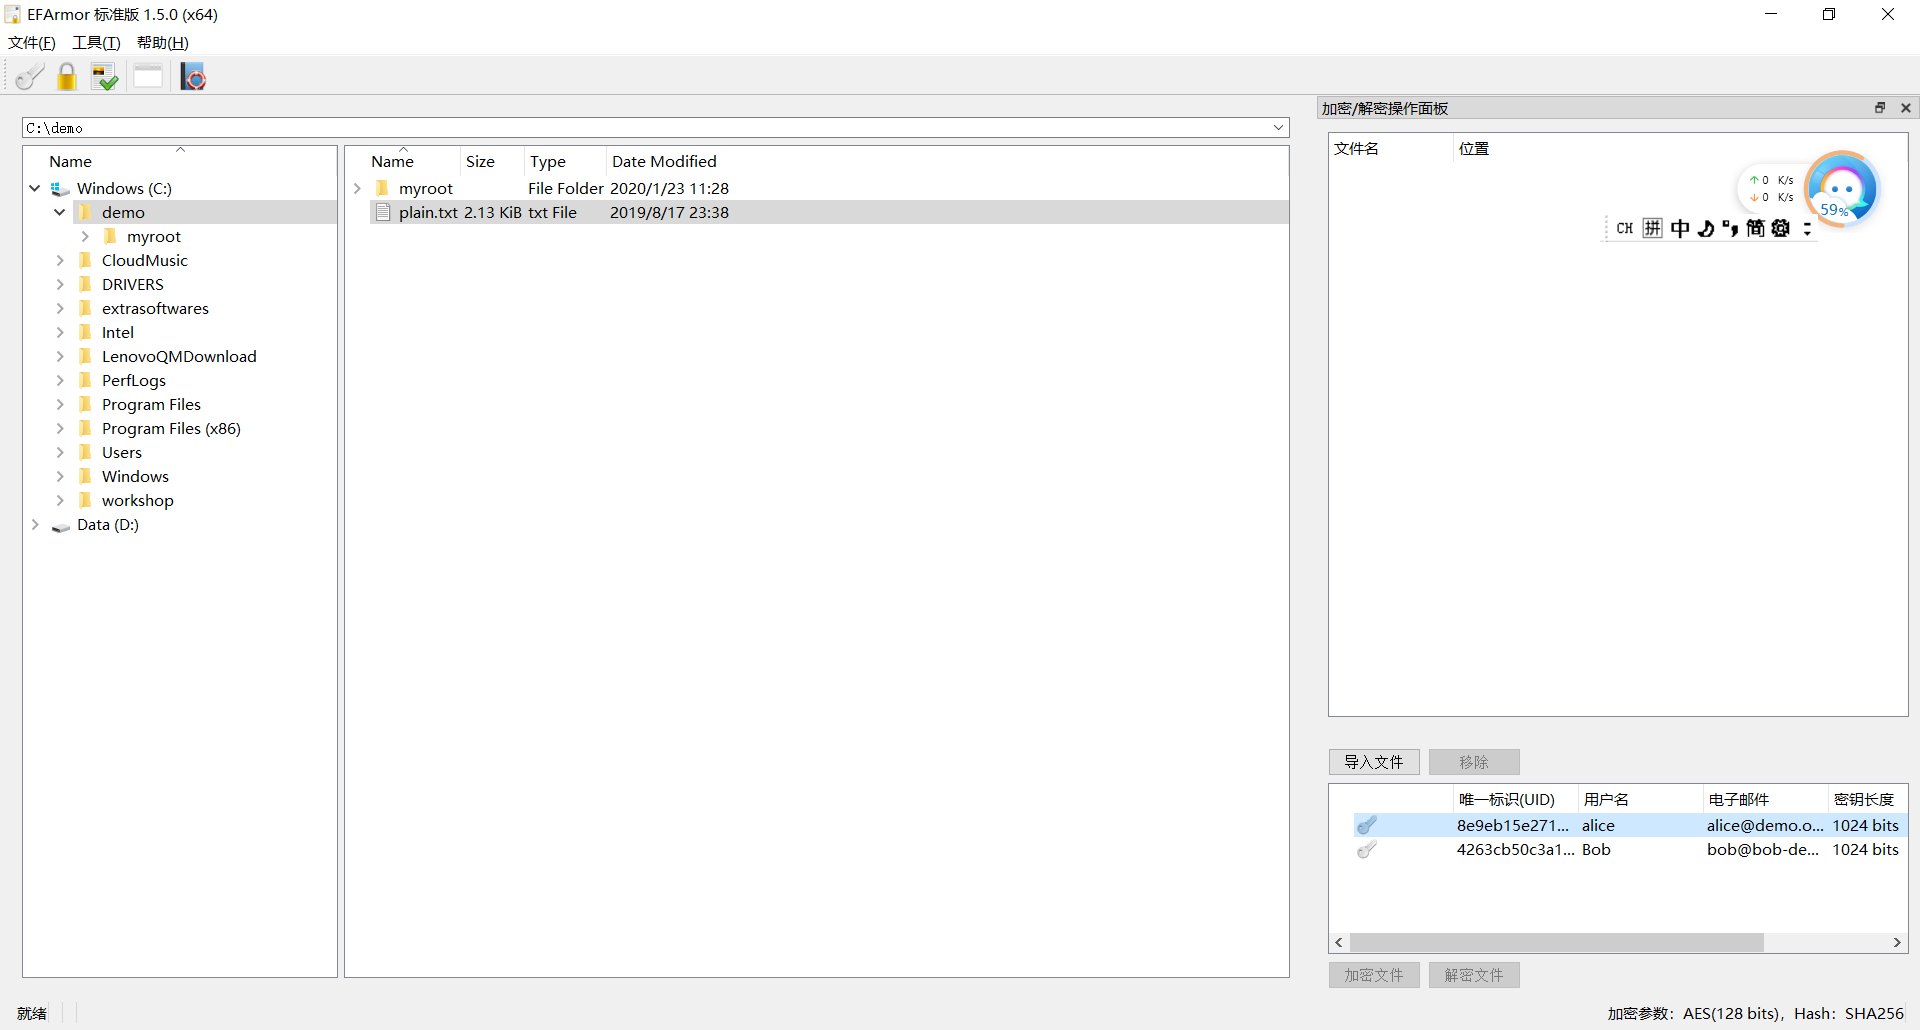 EFArmor 标准版 1.5.0 (x64)
文件(F) 工具(T) 帮助(H)
C:\demo
Name
Windows (C:)
demo
myroot
CloudMusic
DRIVERS
extrasoftwares
Intel
LenovoQMDownload
PerfLogs
Program Files
Program Files (x86)
Users
Windows
workshop
Data (D:)
Name Size Type Date Modified
myroot File Folder 2020/1/23 11:28
plain.txt 2.13 KiB txt File 2019/8/17 23:38
加密/解密操作面板
文件名 位置
↑ 0 K/s
↓ 0 K/s
59%
CH 拼 中 简
导入文件 移除
唯一标识(UID) 用户名 电子邮件 密钥长度
8e9eb15e271... alice alice@demo.o... 1024 bits
4263cb50c3a1... Bob bob@bob-de... 1024 bits
加密文件 解密文件
就绪
加密参数：AES(128 bits)，Hash：SHA256